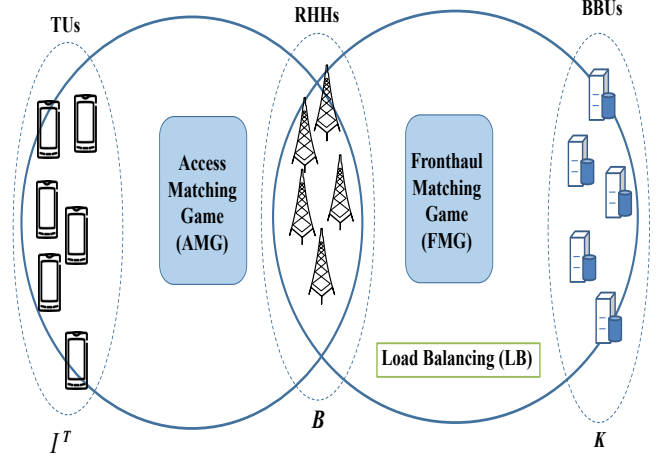 TUs
RHHs
BBUs
Access
Matching
Game
(AMG)
Fronthaul
Matching
Game
(FMG)
Load Balancing (LB)
I^T
B
K